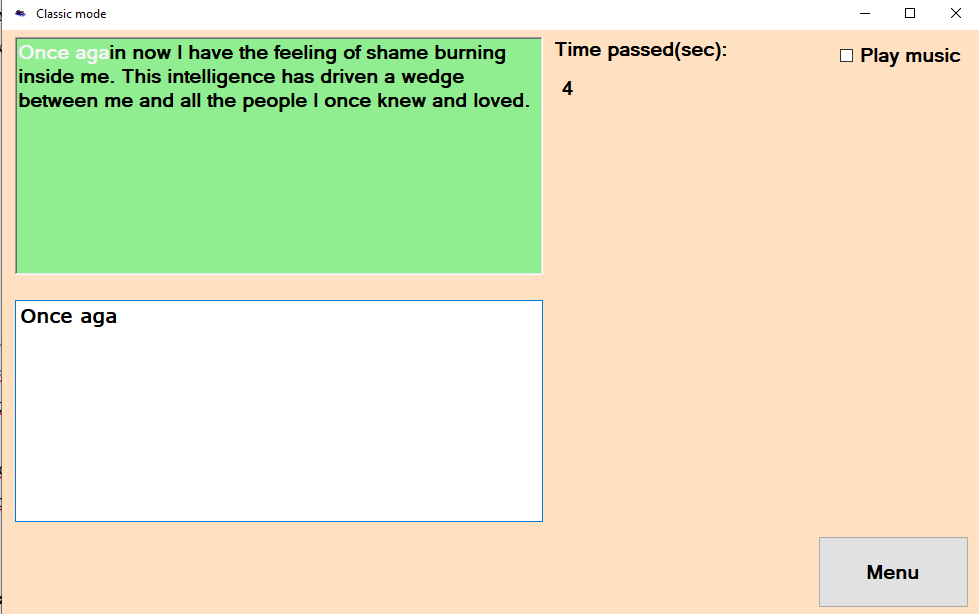 Classic mode
Once again now I have the feeling of shame burning
inside me. This intelligence has driven a wedge
between me and all the people I once knew and loved.
Time passed(sec):
4
Play music
Once aga
Menu